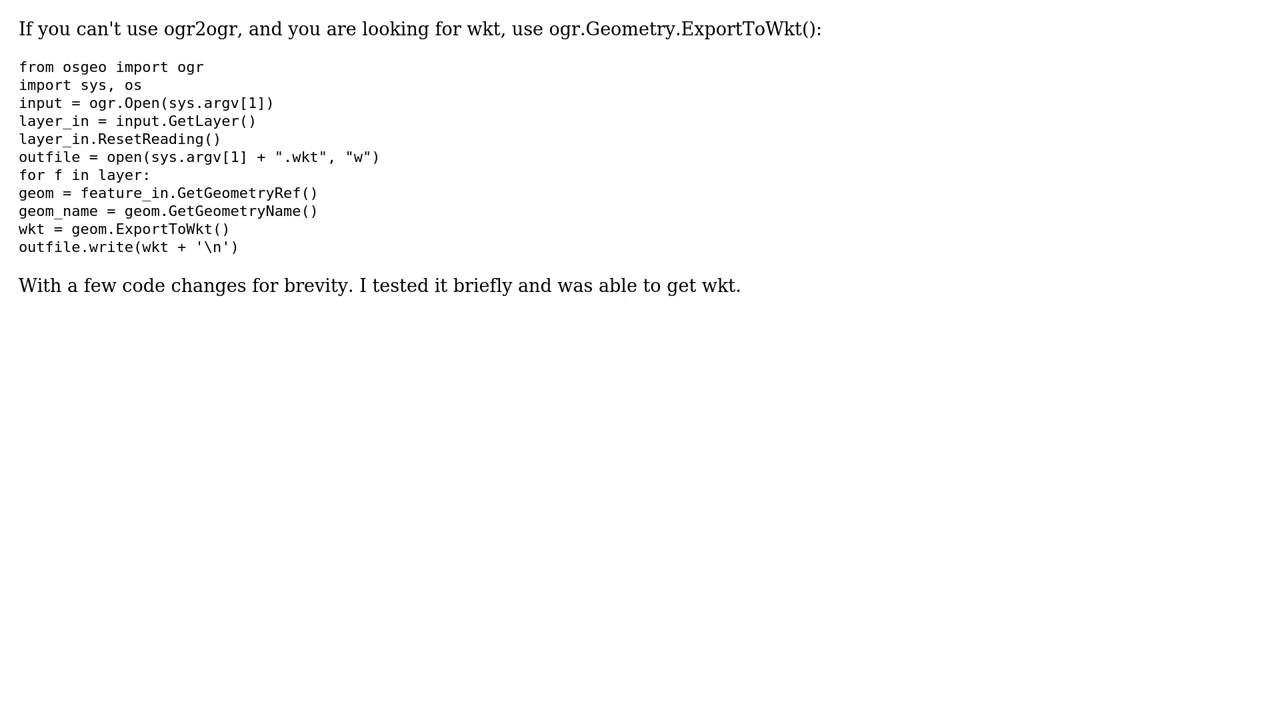 If you can't use ogr2ogr, and you are looking for wkt, use ogr.Geometry.ExportToWkt():
from osgeo import ogr
import sys, os
input = ogr.Open(sys.argv[1])
layer_in = input.GetLayer()
layer_in.ResetReading()
outfile = open(sys.argv[1] + ".wkt", "w")
for f in layer:
geom = feature_in.GetGeometryRef()
geom_name = geom.GetGeometryName()
wkt = geom.ExportToWkt()
outfile.write(wkt + '\n')
With a few code changes for brevity. I tested it briefly and was able to get wkt.